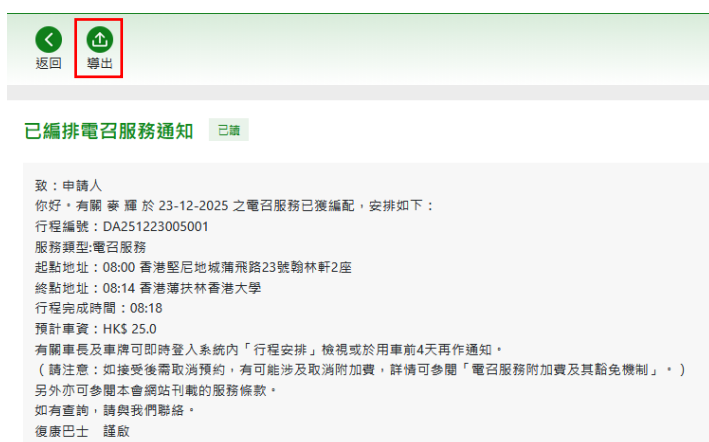 返回
導出
已編排電召服務通知 已讀
致：申請人
你好。有關 麥 輝 於 23-12-2025 之電召服務已獲編配，安排如下：
行程編號：DA251223005001
服務類型:電召服務
起點地址：08:00 香港堅尼地城蒲飛路23號翰林軒2座
終點地址：08:14 香港薄扶林香港大學
行程完成時間：08:18
預計車資：HK$ 25.0
有關車長及車牌可即時登入系統內「行程安排」檢視或於用車前4天再作通知。
（請注意：如接受後需取消預約，有可能涉及取消附加費，詳情可參閱「電召服務附加費及其豁免機制」。）
另外亦可參閱本會網站刊載的服務條款。
如有查詢，請與我們聯絡。
復康巴士　謹啟